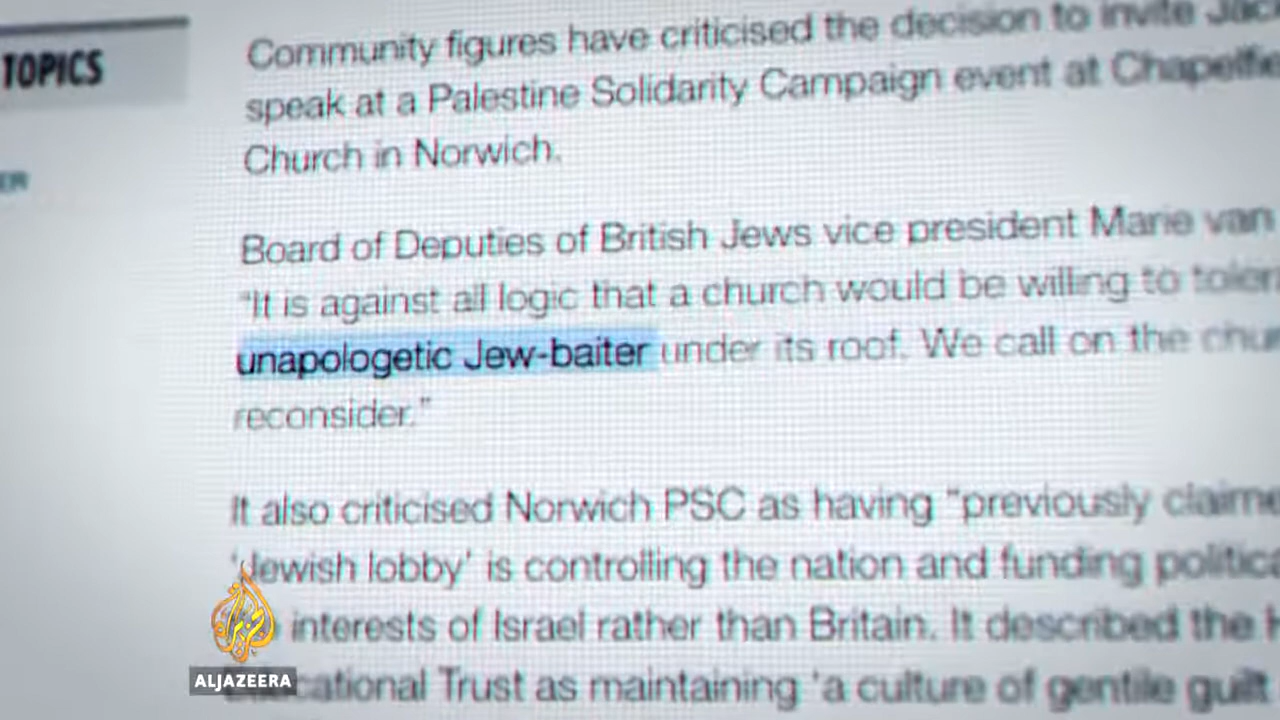 TOPICS
Community figures have criticised the decision to invite
speak at a Palestine Solidarity Campaign event at
Church in Norwich.
Board of Deputies of British Jews vice president Marie van
“It is against all logic that a church would be willing to
unapologetic Jew-baiter under its roof. We call on the
reconsider.”
It also criticised Norwich PSC as having “previously
‘Jewish lobby’ is controlling the nation and funding
interests of Israel rather than Britain. It described the
Trust as maintaining ‘a culture of gentile guilt
ALJAZEERA